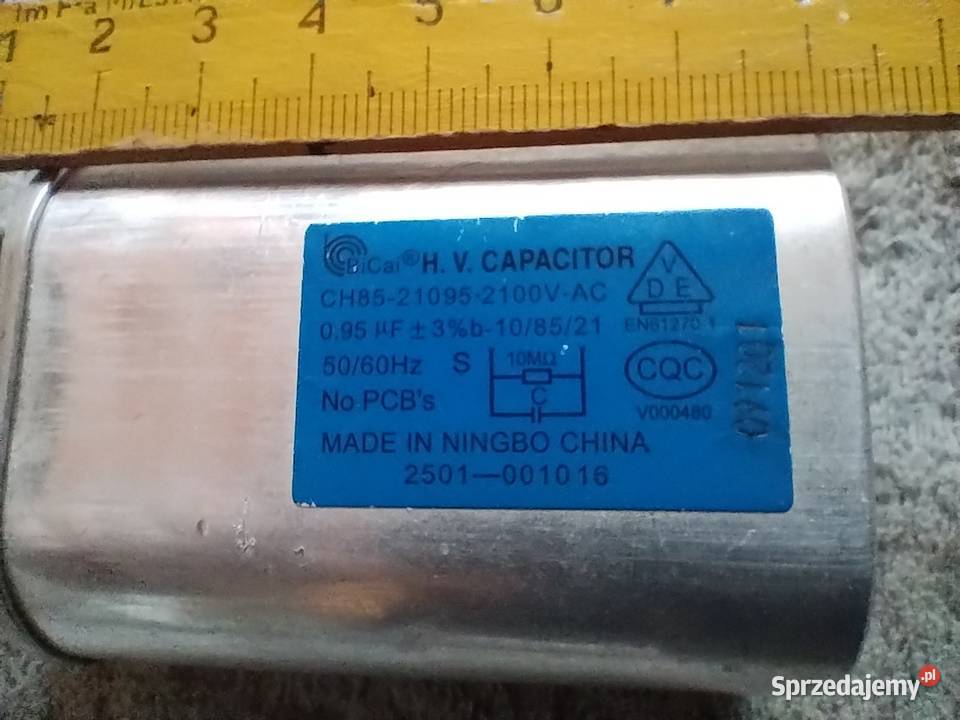 1 2 3 4 5 6
BiCai® H. V. CAPACITOR
CH85-21095-2100V-AC
0.95 µF ± 3%b-10/85/21
50/60Hz S
No PCB's
10MΩ
C
V
D E
EN61270-1
CQC
V000480
MADE IN NINGBO CHINA
2501—001016
Sprzedajemy.pl